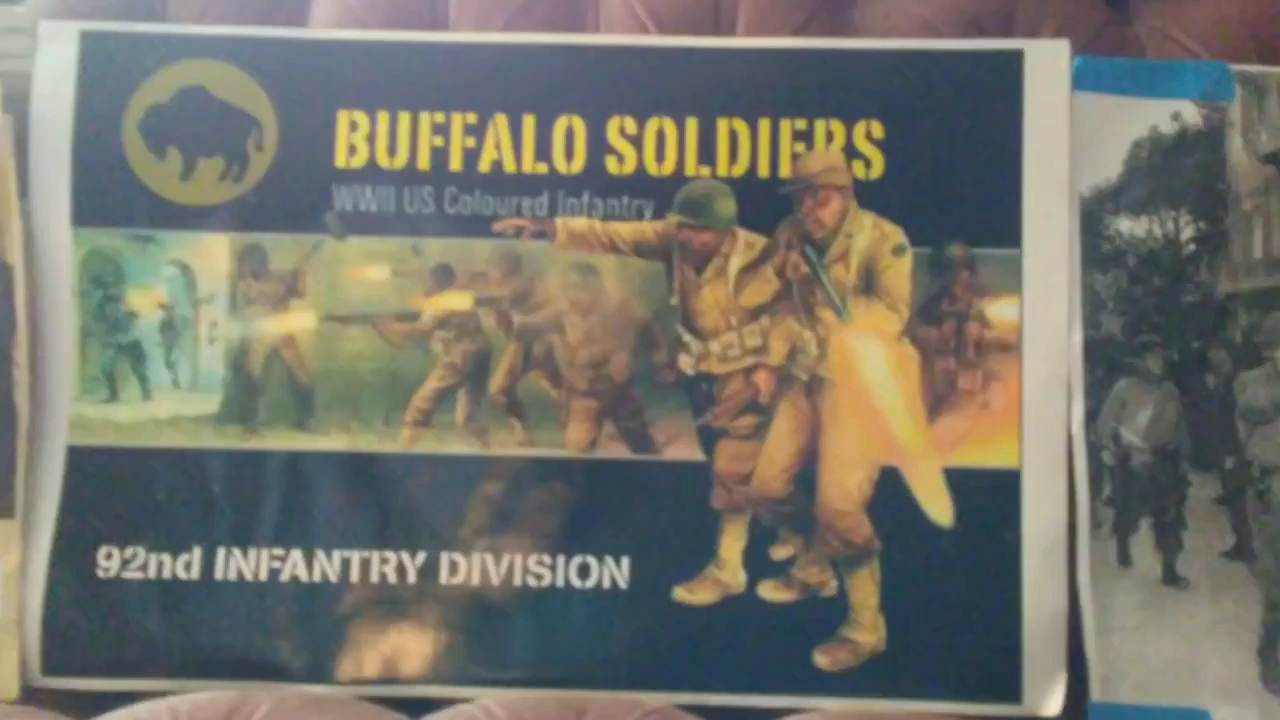 BUFFALO SOLDIERS
WWII US Coloured Infantry
92nd INFANTRY DIVISION